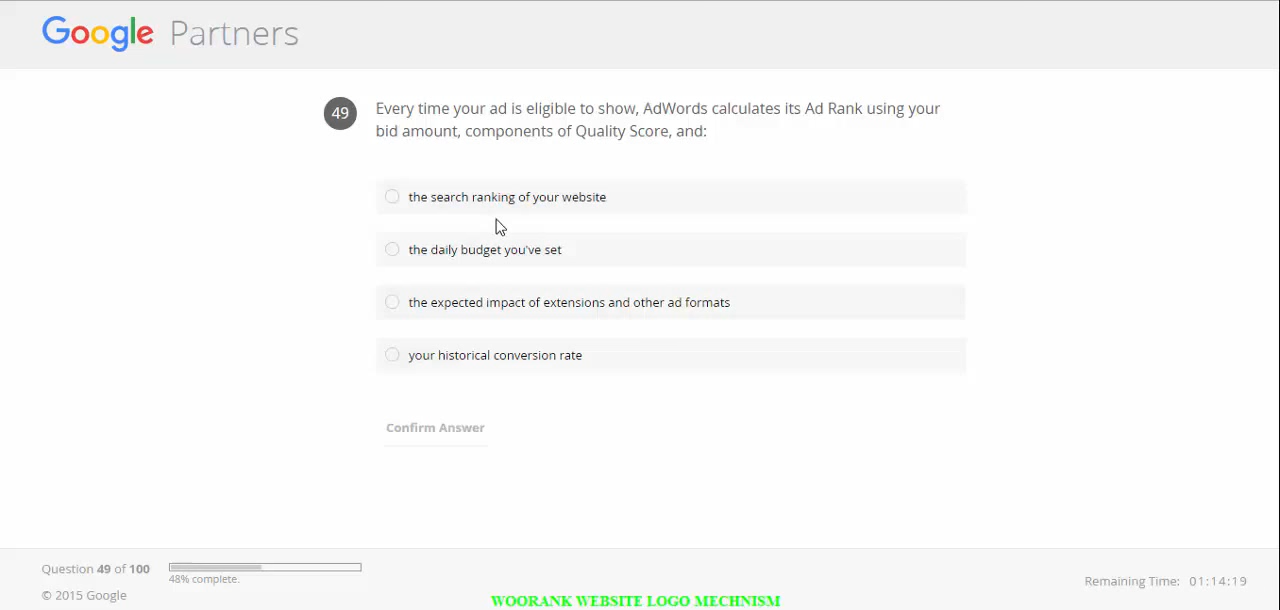 Google Partners
49 Every time your ad is eligible to show, AdWords calculates its Ad Rank using your
bid amount, components of Quality Score, and:
the search ranking of your website
the daily budget you've set
the expected impact of extensions and other ad formats
your historical conversion rate
Confirm Answer
Question 49 of 100
48% complete.
© 2015 Google
Remaining Time: 01:14:19
WOORANK WEBSITE LOGO MECHNISM